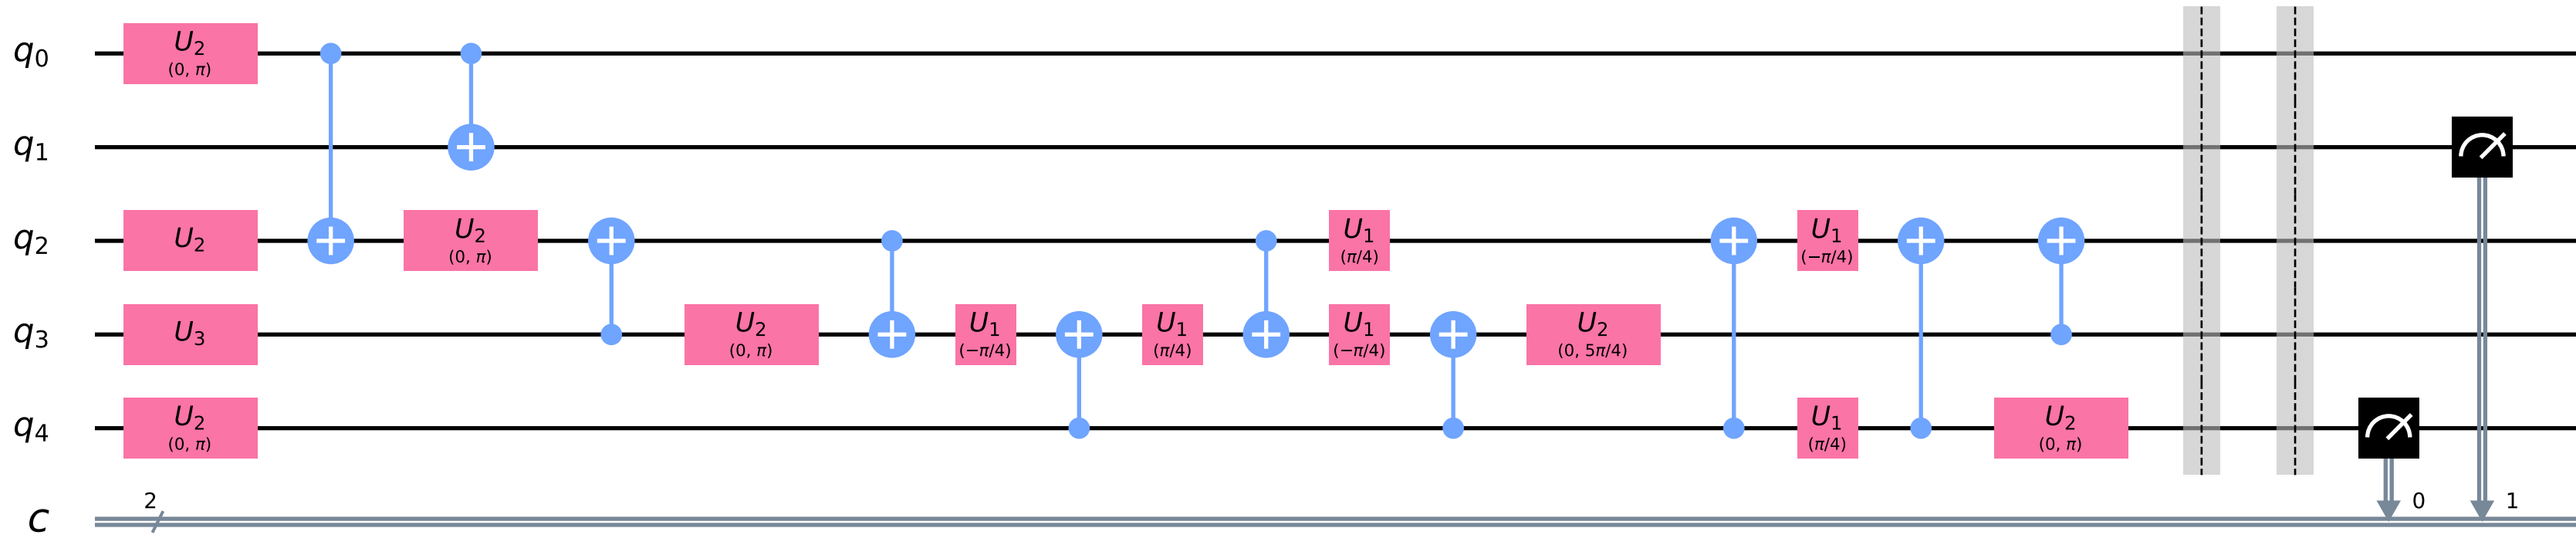 q0 U2 (0, π)
q1
q2 U2 U2 (0, π) U1 (π/4) U1 (−π/4)
q3 U3 U2 (0, π) U1 (−π/4) U1 (π/4) U1 (−π/4) U2 (0, 5π/4)
q4 U2 (0, π) U1 (π/4) U2 (0, π)
c 2 0 1